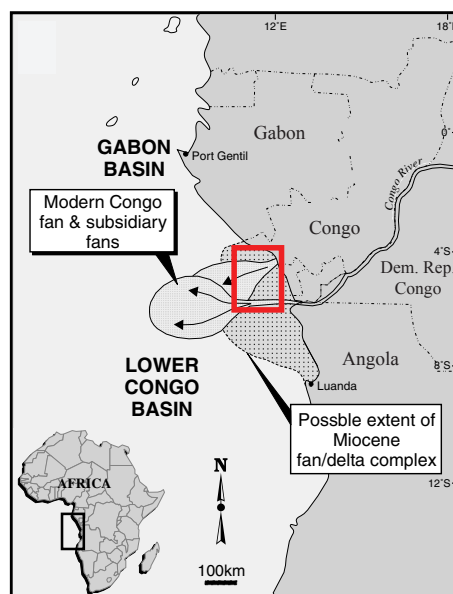 12˚E
18˚E
Gabon
0˚
GABON
BASIN
Port Gentil
Congo River
Modern Congo
fan & subsidiary
fans
Congo
4˚S
Dem. Rep.
Congo
LOWER
CONGO
BASIN
Angola
8˚S
Luanda
Possble extent of
Miocene
fan/delta complex
AFRICA
N
12˚S
100km